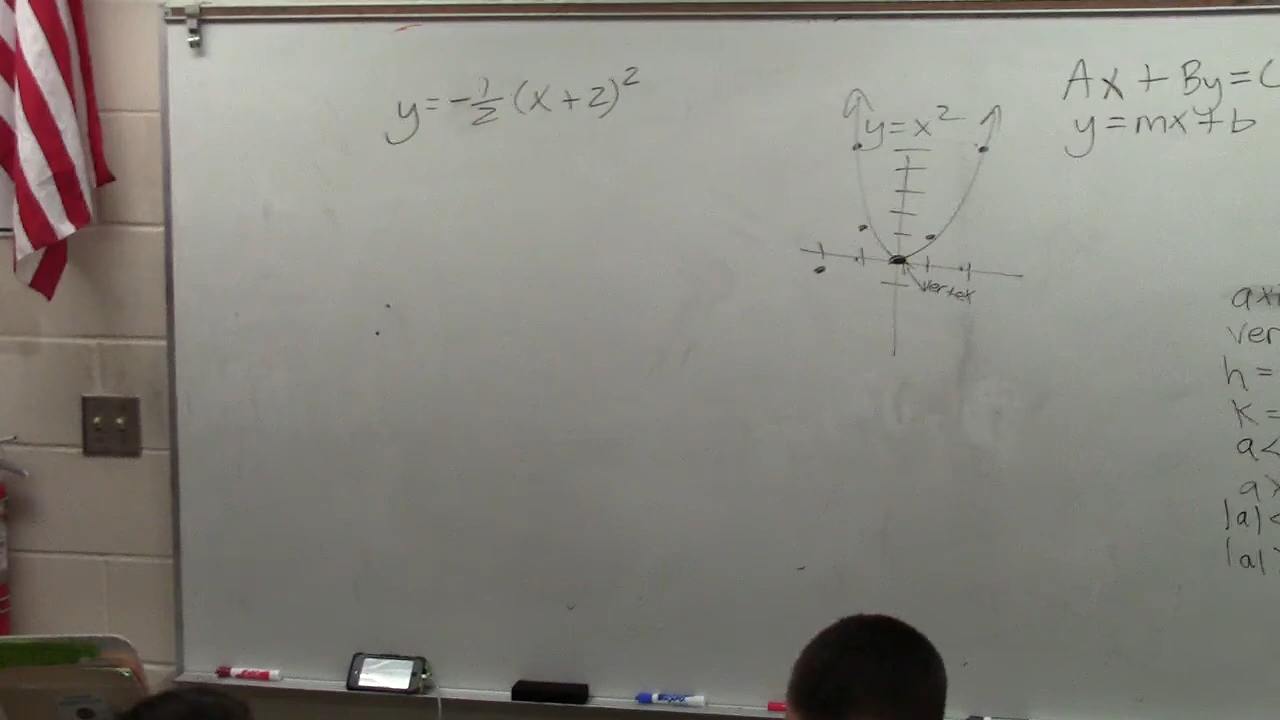 y=-1/2(x+2)²
y=x²
vertex
Ax+By=C
y=mx+b
h=
K=
a<
|a|<
|a|